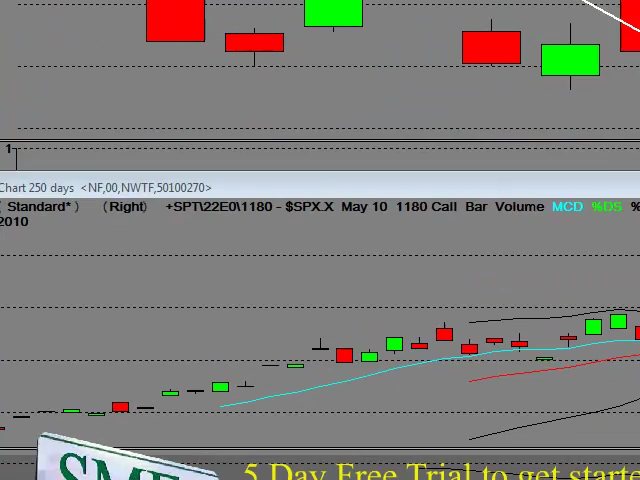 1
Chart 250 days <NF,00,NWTF,50100270>
( Standard* ) (Right) +SPT\22E0\1180 - $SPX.X May 10 1180 Call Bar Volume MCD %DS %
2010
SMB
5 Day Free Trial to get starte